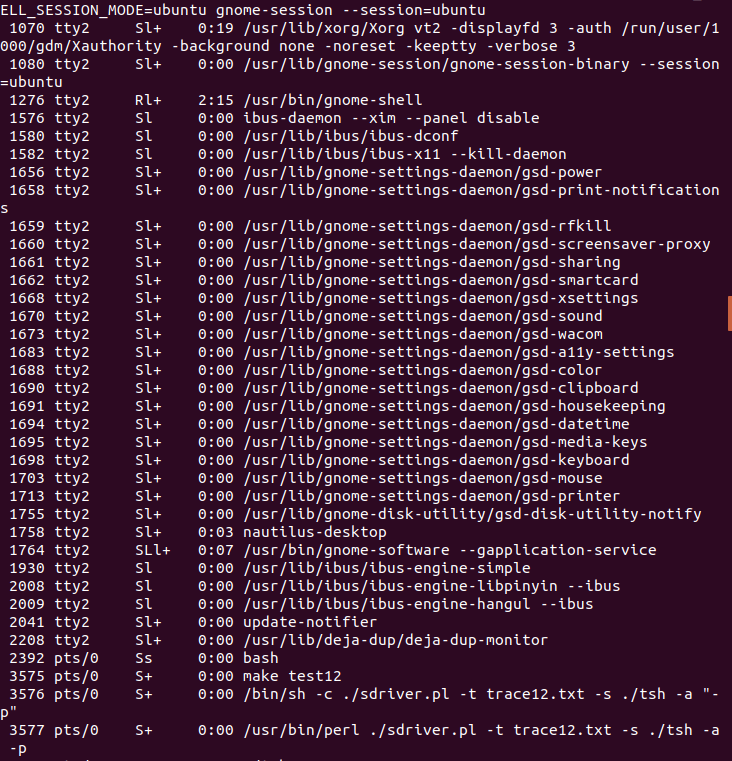 ELL_SESSION_MODE=ubuntu gnome-session --session=ubuntu
 1070 tty2     Sl+    0:19 /usr/lib/xorg/Xorg vt2 -displayfd 3 -auth /run/user/1
000/gdm/Xauthority -background none -noreset -keeptty -verbose 3
 1080 tty2     Sl+    0:00 /usr/lib/gnome-session/gnome-session-binary --session
=ubuntu
 1276 tty2     Rl+    2:15 /usr/bin/gnome-shell
 1576 tty2     Sl     0:00 ibus-daemon --xim --panel disable
 1580 tty2     Sl     0:00 /usr/lib/ibus/ibus-dconf
 1582 tty2     Sl     0:00 /usr/lib/ibus/ibus-x11 --kill-daemon
 1656 tty2     Sl+    0:00 /usr/lib/gnome-settings-daemon/gsd-power
 1658 tty2     Sl+    0:00 /usr/lib/gnome-settings-daemon/gsd-print-notification
s
 1659 tty2     Sl+    0:00 /usr/lib/gnome-settings-daemon/gsd-rfkill
 1660 tty2     Sl+    0:00 /usr/lib/gnome-settings-daemon/gsd-screensaver-proxy
 1661 tty2     Sl+    0:00 /usr/lib/gnome-settings-daemon/gsd-sharing
 1662 tty2     Sl+    0:00 /usr/lib/gnome-settings-daemon/gsd-smartcard
 1668 tty2     Sl+    0:00 /usr/lib/gnome-settings-daemon/gsd-xsettings
 1670 tty2     Sl+    0:00 /usr/lib/gnome-settings-daemon/gsd-sound
 1673 tty2     Sl+    0:00 /usr/lib/gnome-settings-daemon/gsd-wacom
 1683 tty2     Sl+    0:00 /usr/lib/gnome-settings-daemon/gsd-a11y-settings
 1688 tty2     Sl+    0:00 /usr/lib/gnome-settings-daemon/gsd-color
 1690 tty2     Sl+    0:00 /usr/lib/gnome-settings-daemon/gsd-clipboard
 1691 tty2     Sl+    0:00 /usr/lib/gnome-settings-daemon/gsd-housekeeping
 1694 tty2     Sl+    0:00 /usr/lib/gnome-settings-daemon/gsd-datetime
 1695 tty2     Sl+    0:00 /usr/lib/gnome-settings-daemon/gsd-media-keys
 1698 tty2     Sl+    0:00 /usr/lib/gnome-settings-daemon/gsd-keyboard
 1703 tty2     Sl+    0:00 /usr/lib/gnome-settings-daemon/gsd-mouse
 1713 tty2     Sl+    0:00 /usr/lib/gnome-settings-daemon/gsd-printer
 1755 tty2     Sl+    0:00 /usr/lib/gnome-disk-utility/gsd-disk-utility-notify
 1758 tty2     Sl+    0:03 nautilus-desktop
 1764 tty2     SLl+   0:07 /usr/bin/gnome-software --gapplication-service
 1930 tty2     Sl     0:00 /usr/lib/ibus/ibus-engine-simple
 2008 tty2     Sl     0:00 /usr/lib/ibus/ibus-engine-libpinyin --ibus
 2009 tty2     Sl     0:00 /usr/lib/ibus/ibus-engine-hangul --ibus
 2041 tty2     Sl+    0:00 update-notifier
 2208 tty2     Sl+    0:00 /usr/lib/deja-dup/deja-dup-monitor
 2392 pts/0    Ss     0:00 bash
 3575 pts/0    S+     0:00 make test12
 3576 pts/0    S+     0:00 /bin/sh -c ./sdriver.pl -t trace12.txt -s ./tsh -a "-
p"
 3577 pts/0    S+     0:00 /usr/bin/perl ./sdriver.pl -t trace12.txt -s ./tsh -a
 -p